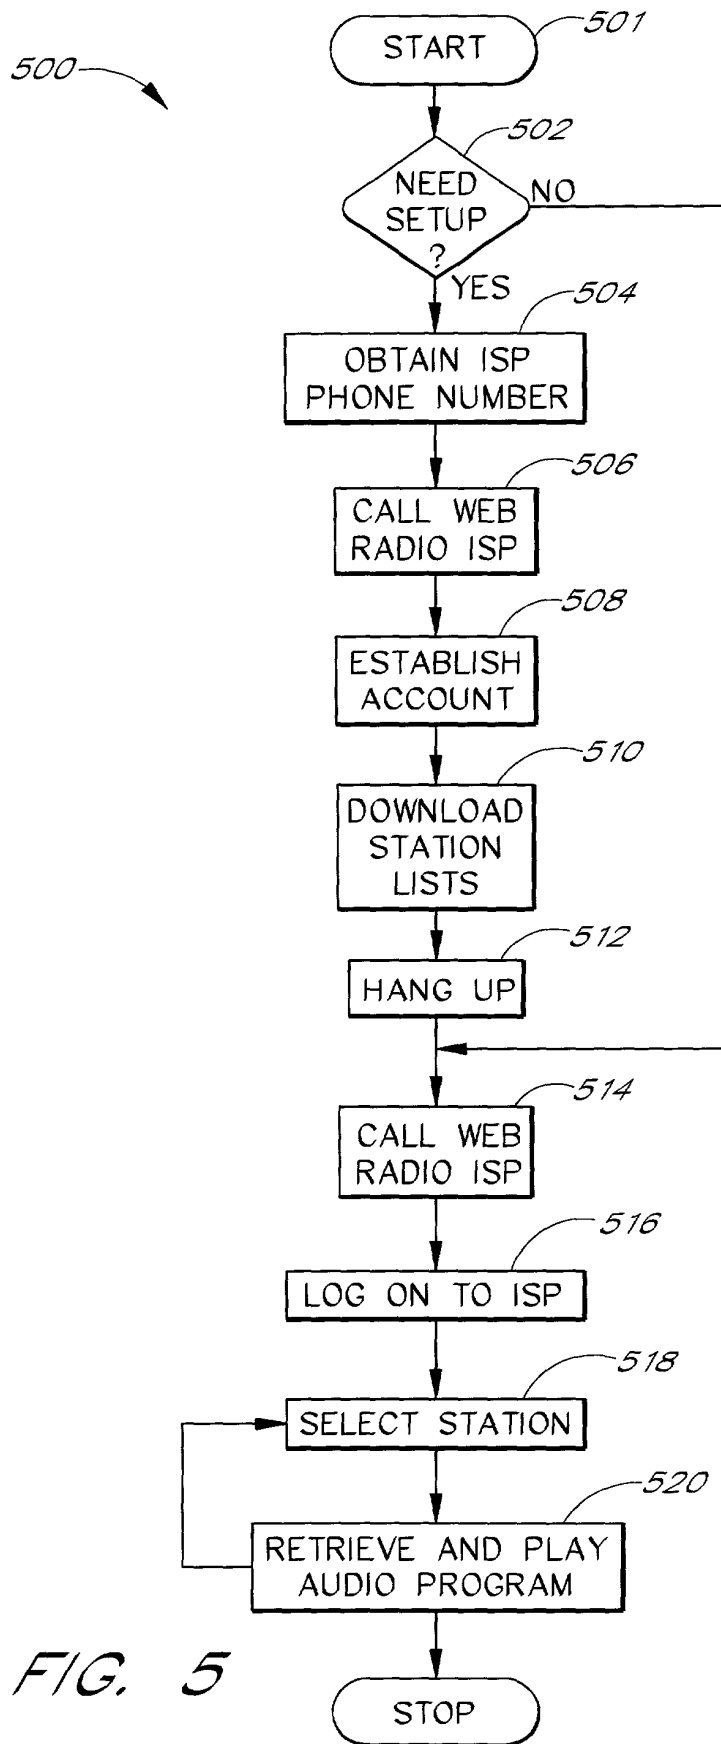 START
501
500
502
NEED
SETUP
?
NO
YES
504
OBTAIN ISP
PHONE NUMBER
506
CALL WEB
RADIO ISP
508
ESTABLISH
ACCOUNT
510
DOWNLOAD
STATION
LISTS
512
HANG UP
514
CALL WEB
RADIO ISP
516
LOG ON TO ISP
518
SELECT STATION
520
RETRIEVE AND PLAY
AUDIO PROGRAM
FIG. 5
STOP